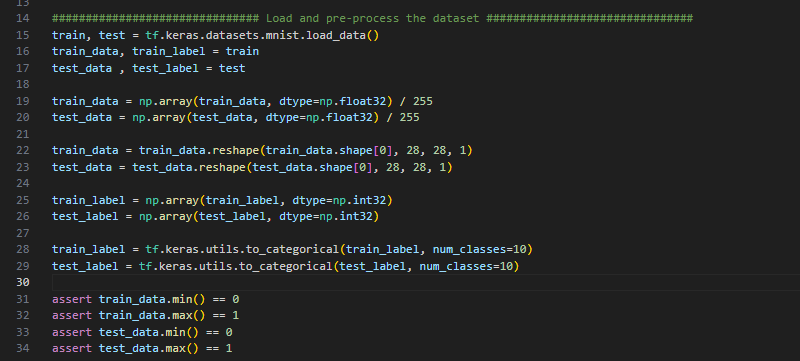 13
14 ############################### Load and pre-process the dataset ###############################
15 train, test = tf.keras.datasets.mnist.load_data()
16 train_data, train_label = train
17 test_data , test_label = test
18
19 train_data = np.array(train_data, dtype=np.float32) / 255
20 test_data = np.array(test_data, dtype=np.float32) / 255
21
22 train_data = train_data.reshape(train_data.shape[0], 28, 28, 1)
23 test_data = test_data.reshape(test_data.shape[0], 28, 28, 1)
24
25 train_label = np.array(train_label, dtype=np.int32)
26 test_label = np.array(test_label, dtype=np.int32)
27
28 train_label = tf.keras.utils.to_categorical(train_label, num_classes=10)
29 test_label = tf.keras.utils.to_categorical(test_label, num_classes=10)
30
31 assert train_data.min() == 0
32 assert train_data.max() == 1
33 assert test_data.min() == 0
34 assert test_data.max() == 1